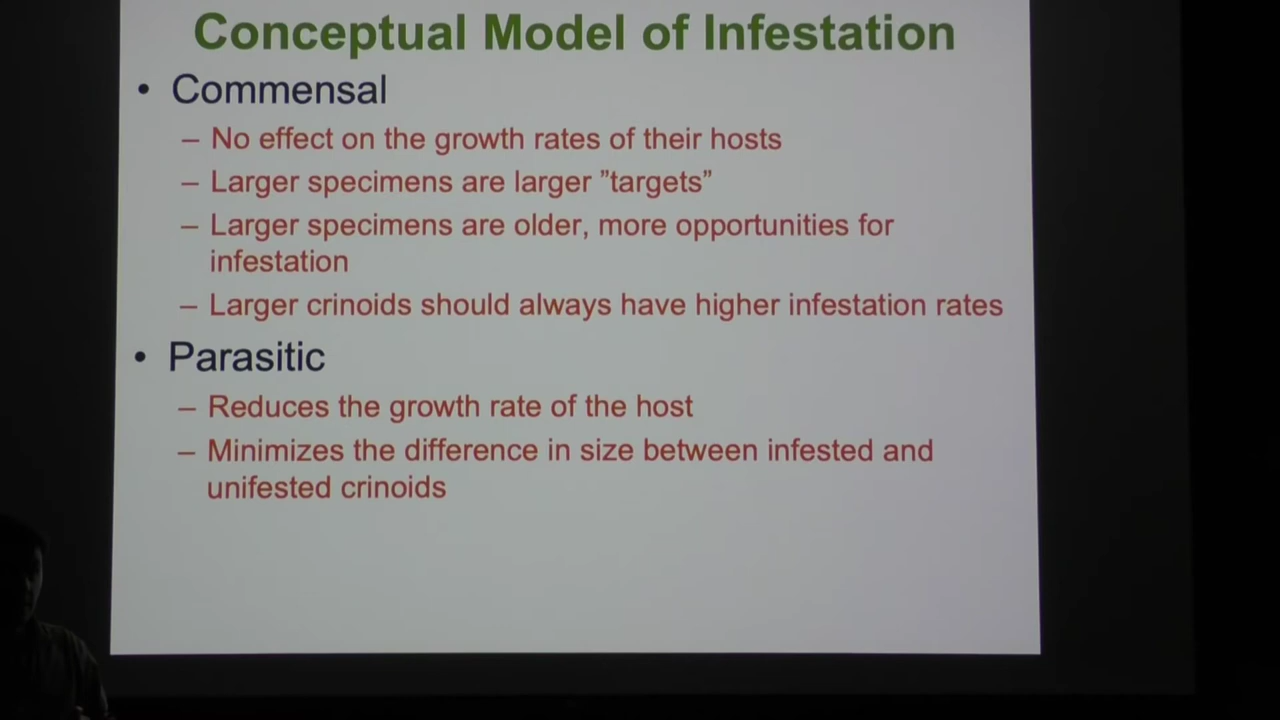 Conceptual Model of Infestation
• Commensal
– No effect on the growth rates of their hosts
– Larger specimens are larger ”targets”
– Larger specimens are older, more opportunities for
infestation
– Larger crinoids should always have higher infestation rates
• Parasitic
– Reduces the growth rate of the host
– Minimizes the difference in size between infested and
unifested crinoids